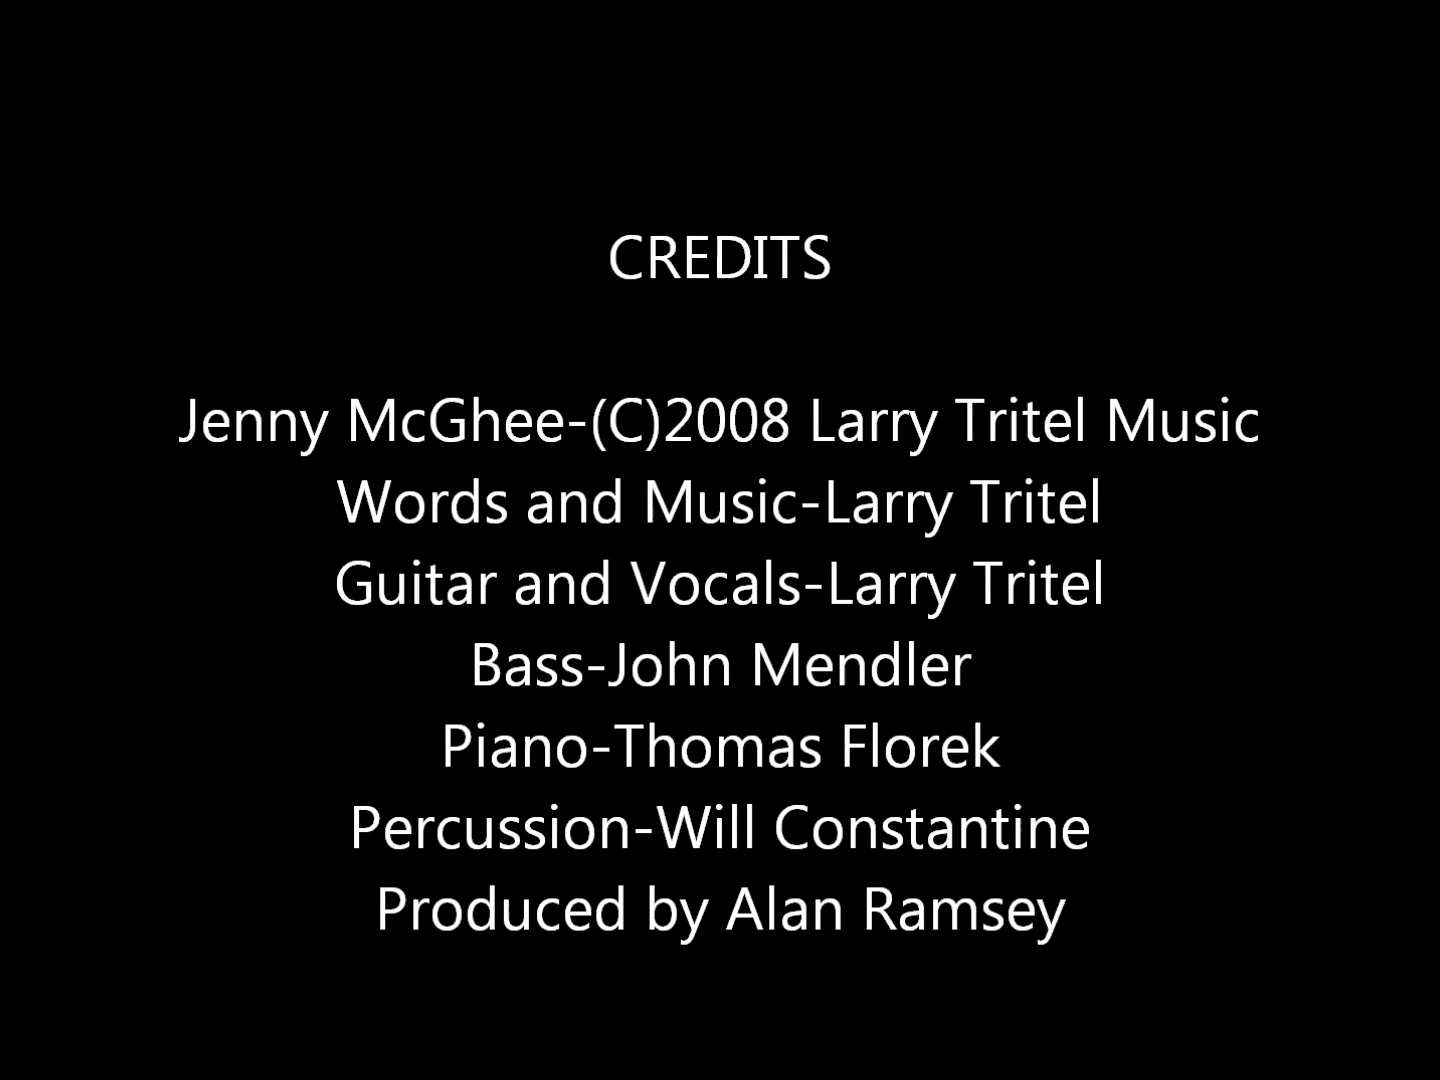 CREDITS
Jenny McGhee-(C)2008 Larry Tritel Music
Words and Music-Larry Tritel
Guitar and Vocals-Larry Tritel
Bass-John Mendler
Piano-Thomas Florek
Percussion-Will Constantine
Produced by Alan Ramsey